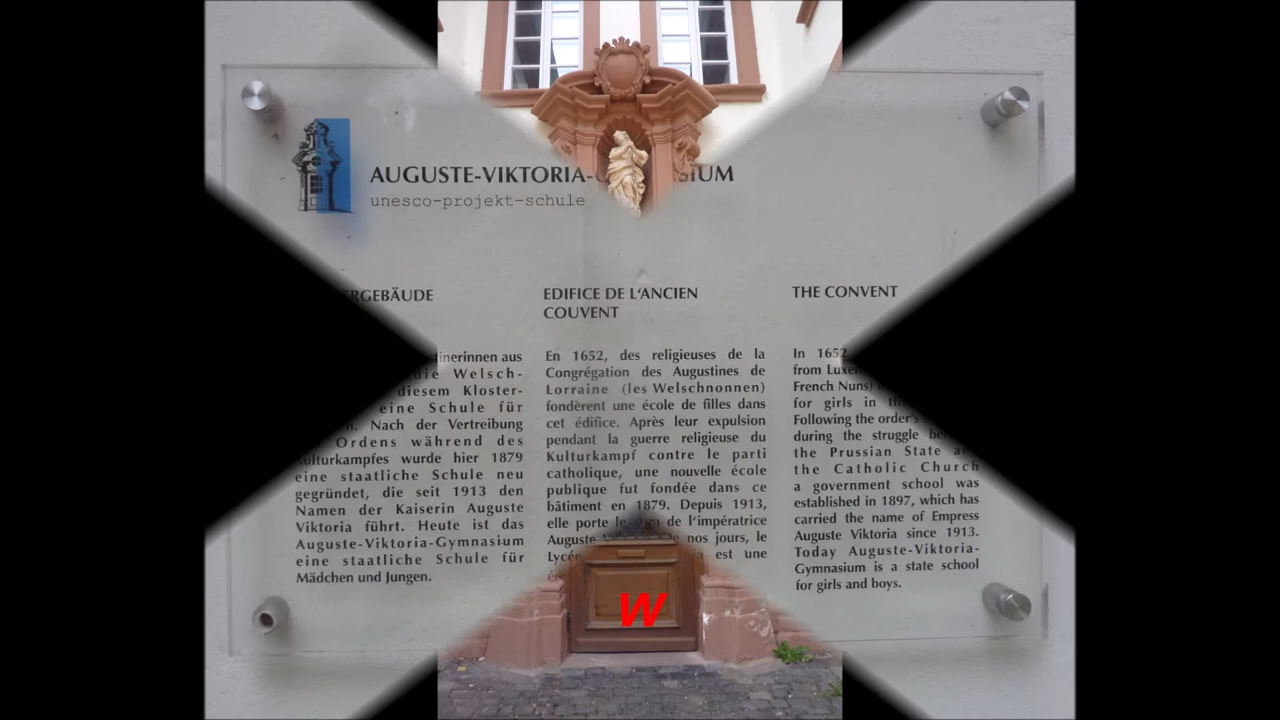 AUGUSTE-VIKTORIA-G SIUM
unesco-projekt-schule
RGEBÄUDE
inerinnen aus
die Welsch-
diesem Kloster-
eine Schule für
n. Nach der Vertreibung
Ordens während des
Kulturkampfes wurde hier 1879
eine staatliche Schule neu
gegründet, die seit 1913 den
Namen der Kaiserin Auguste
Viktoria führt. Heute ist das
Auguste-Viktoria-Gymnasium
eine staatliche Schule für
Mädchen und Jungen.
EDIFICE DE L'ANCIEN
COUVENT
En 1652, des religieuses de la
Congrégation des Augustines de
Lorraine (les Welschnonnen)
fondèrent une école de filles dans
cet édifice. Après leur expulsion
pendant la guerre religieuse du
Kulturkampf contre le parti
catholique, une nouvelle école
publique fut fondée dans ce
bâtiment en 1879. Depuis 1913,
elle porte le de l'impératrice
Auguste nos jours, le
Lycée est une
THE CONVENT
In 1652
from Luxe
French Nuns)
for girls in th
Following the order's
during the struggle be
the Prussian State an
the Catholic Church
a government school was
established in 1897, which has
carried the name of Empress
Auguste Viktoria since 1913.
Today Auguste-Viktoria-
Gymnasium is a state school
for girls and boys.
W